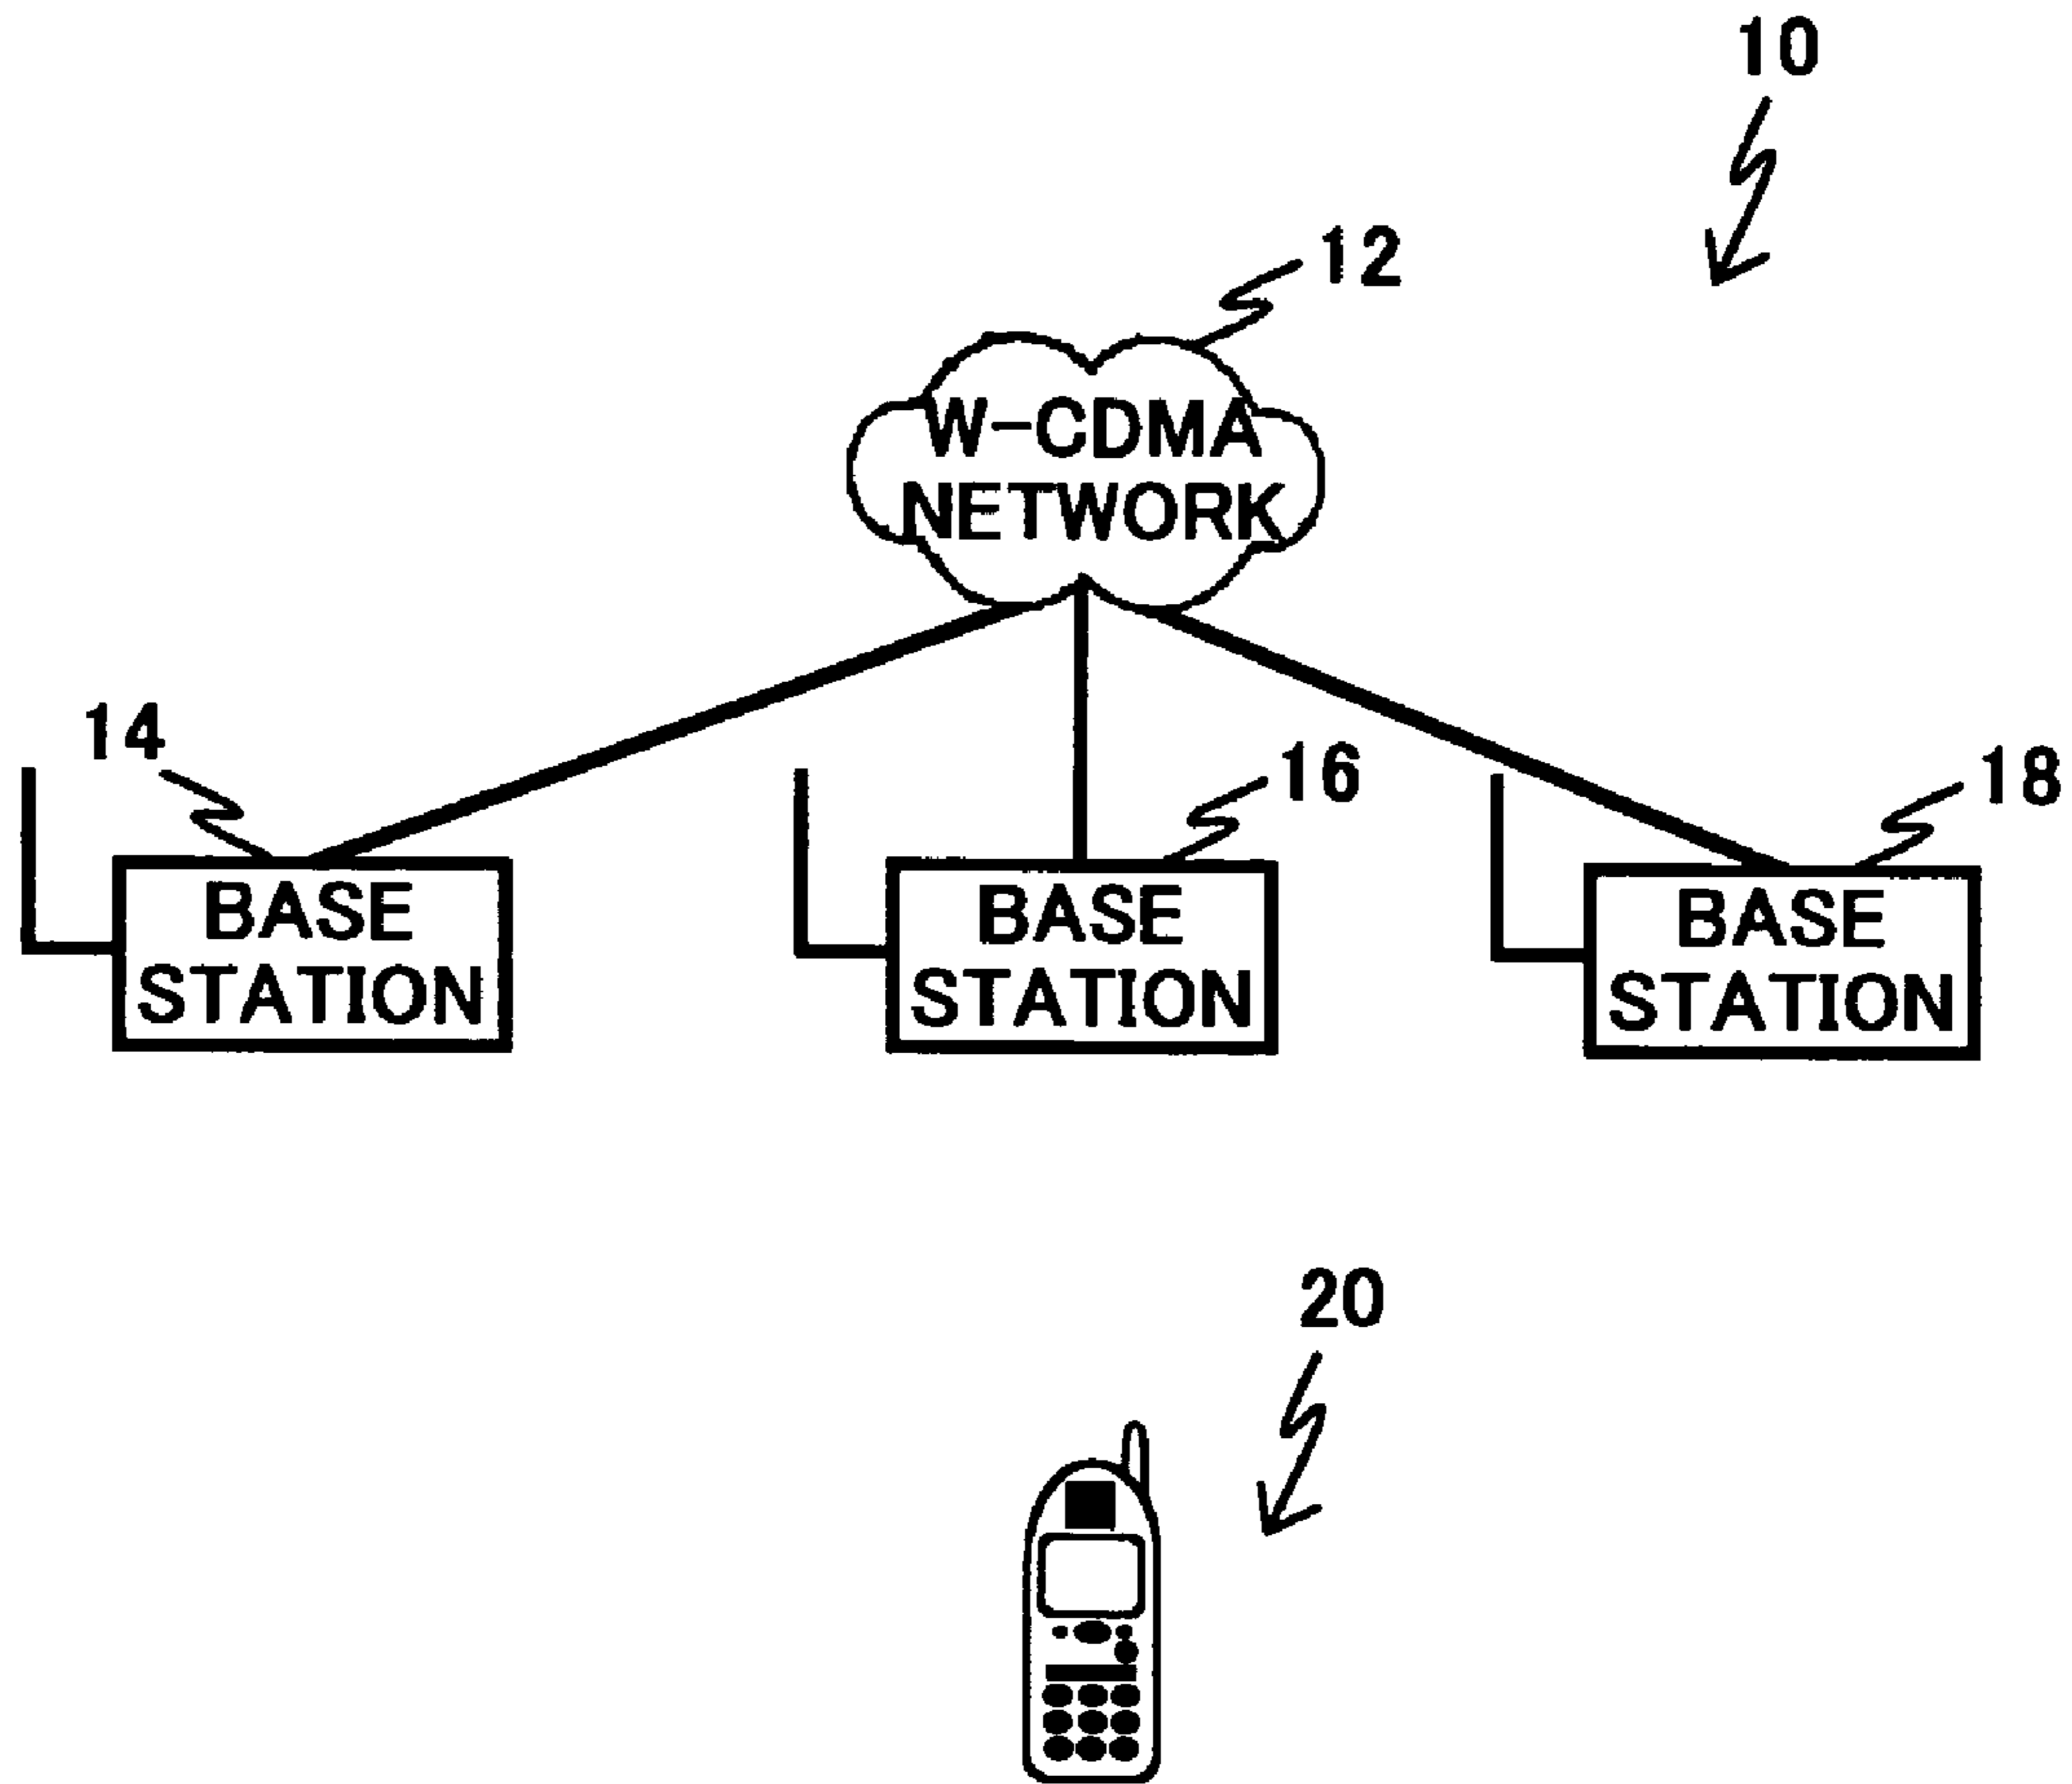 10
12
W-CDMA
NETWORK
14
16
18
BASE
STATION
BASE
STATION
BASE
STATION
20